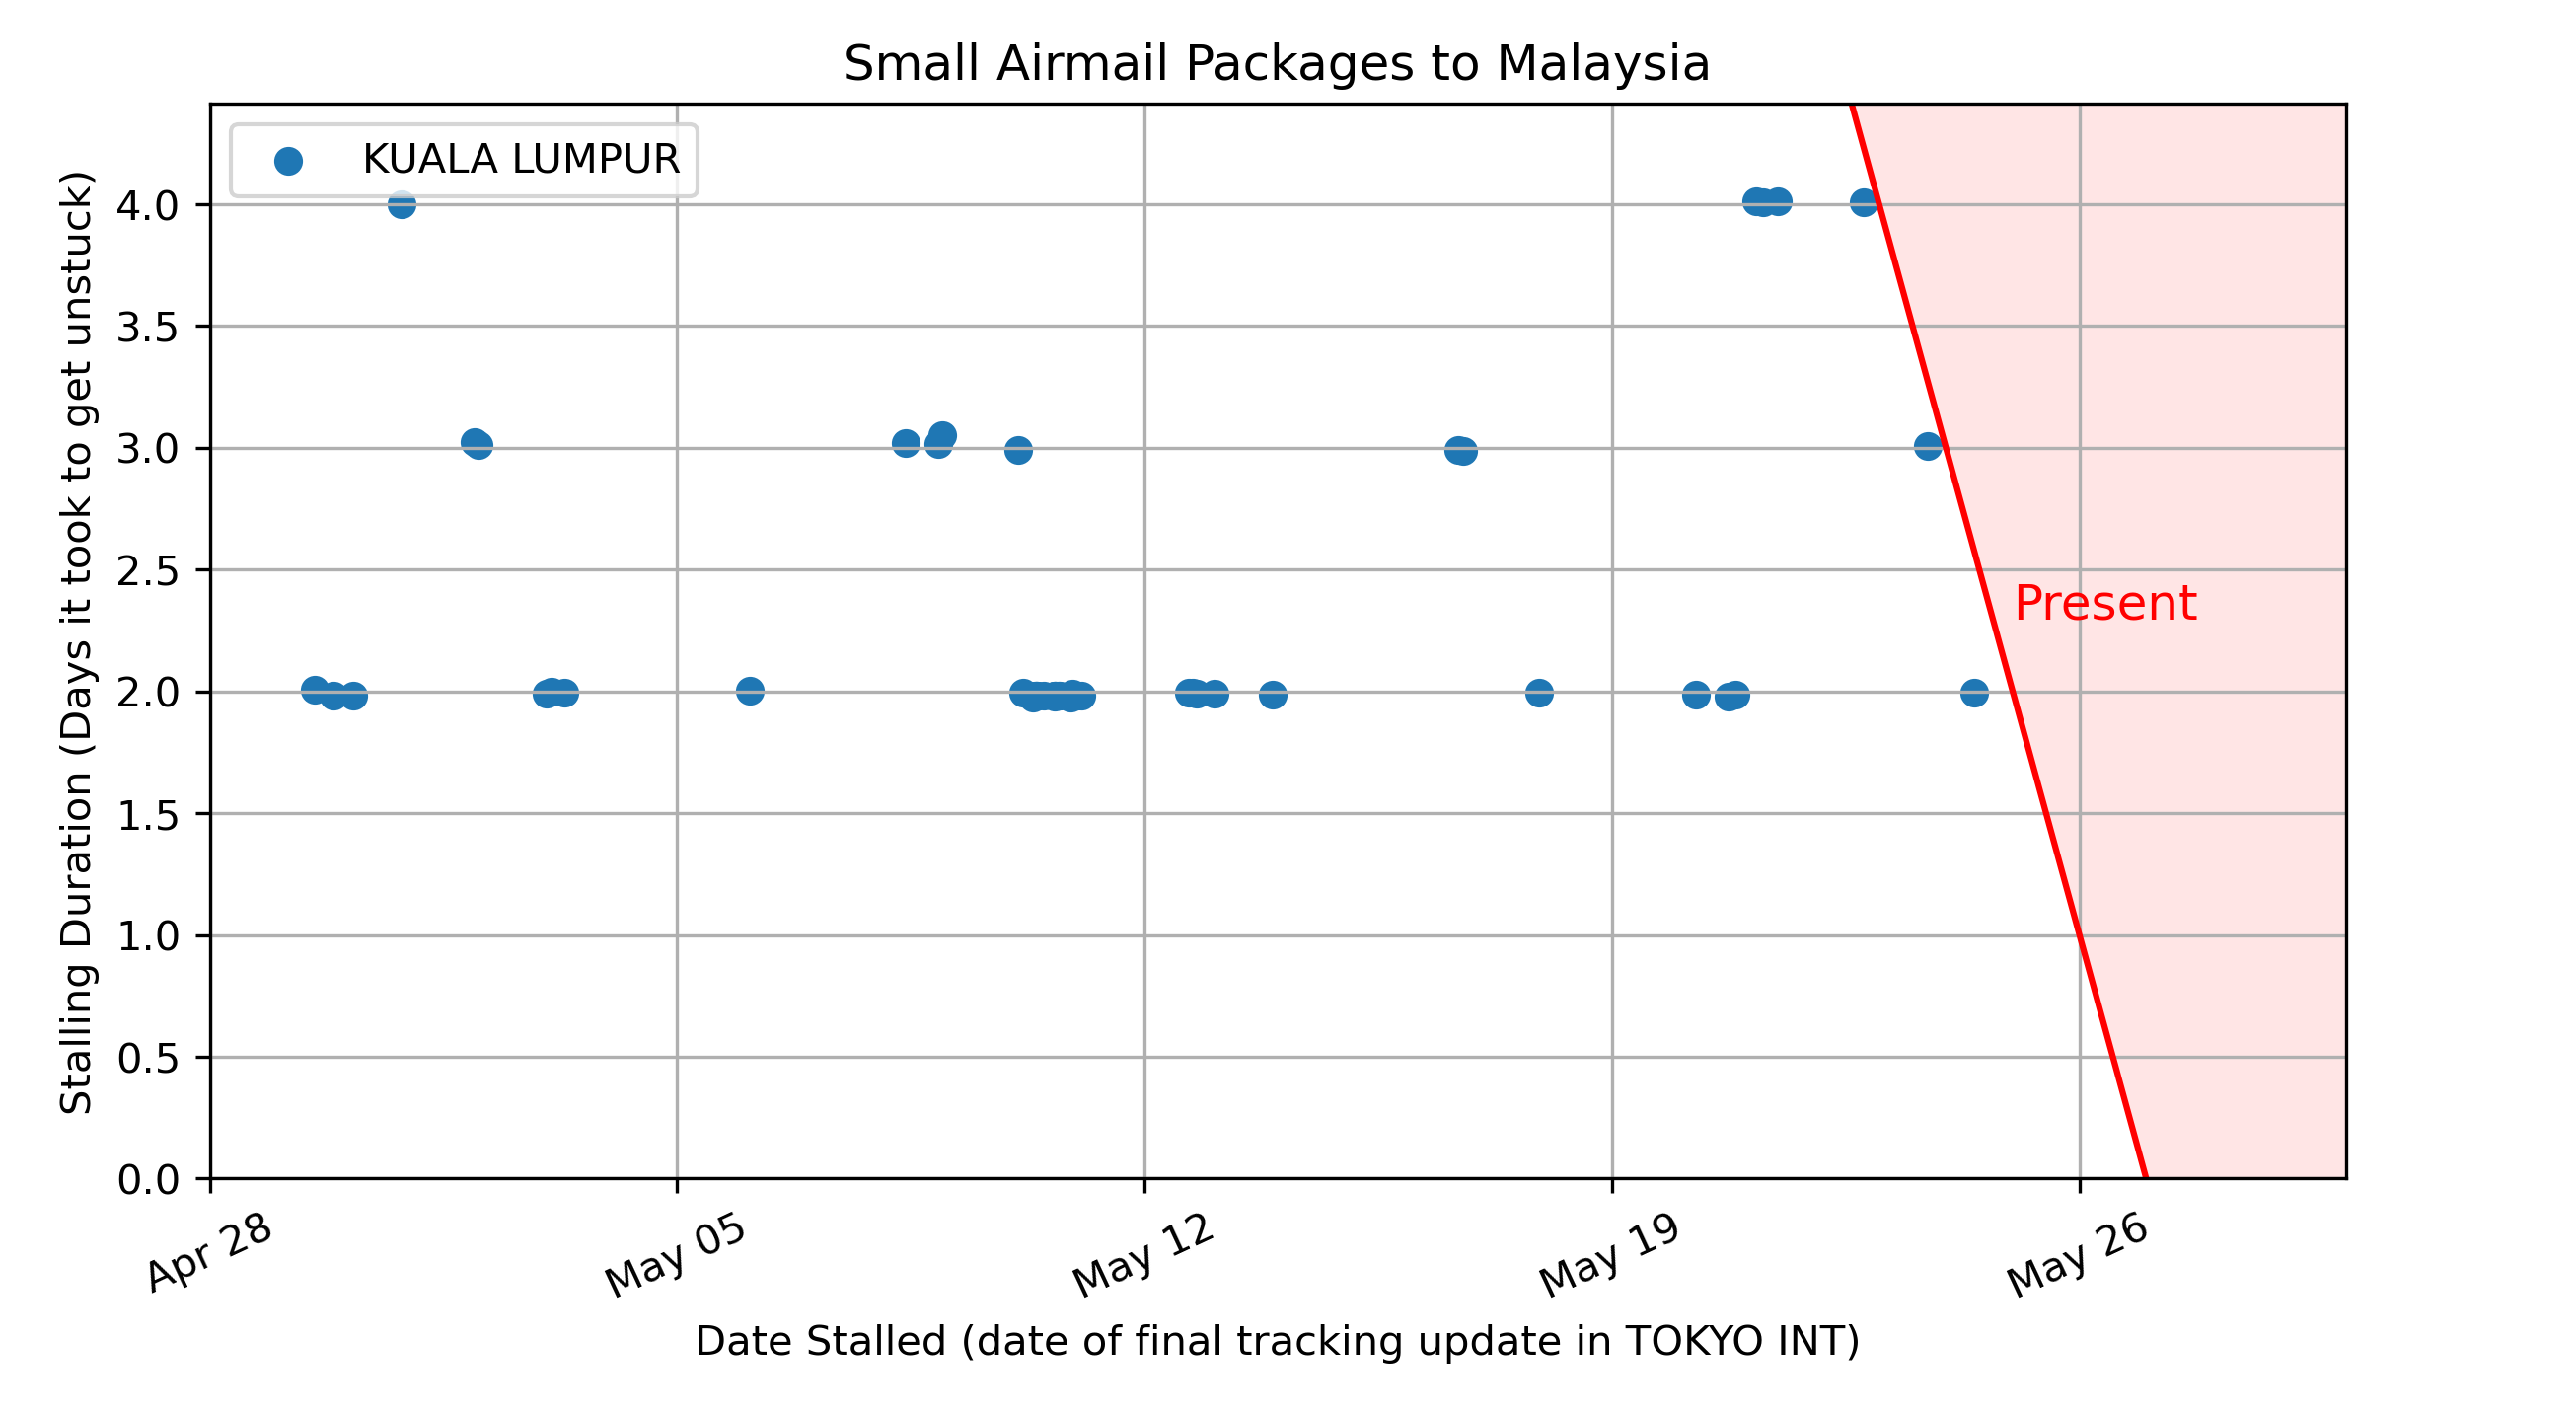 Small Airmail Packages to Malaysia
KUALA LUMPUR
Stalling Duration (Days it took to get unstuck)
4.0
3.5
3.0
2.5
2.0
1.5
1.0
0.5
0.0
Present
Apr 28
May 05
May 12
May 19
May 26
Date Stalled (date of final tracking update in TOKYO INT)